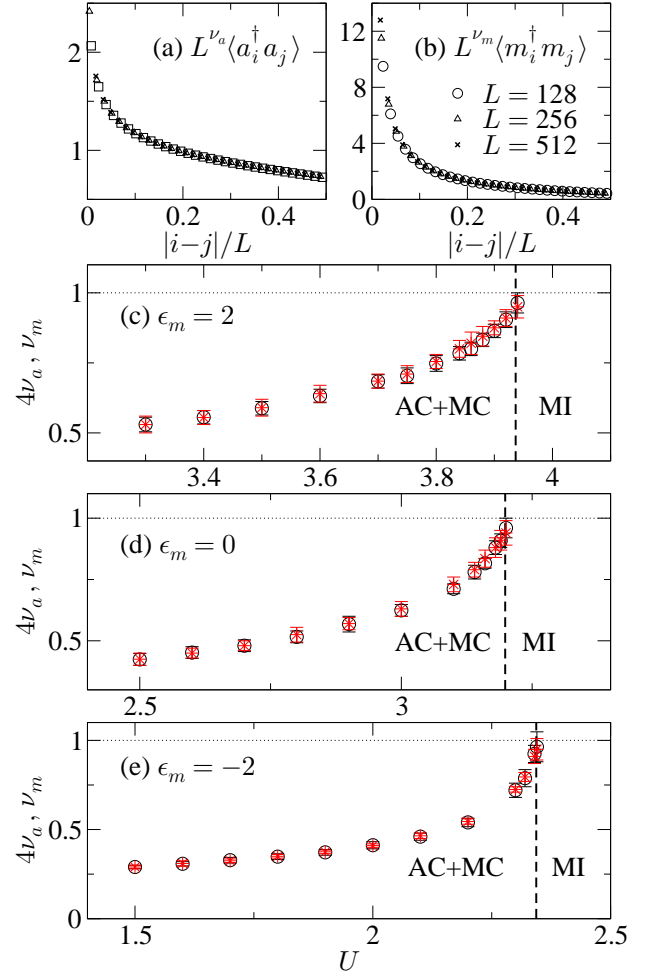 (a) L^{ν_a}⟨a_i^† a_j⟩
2
1
0
0.2
0.4
|i−j|/L
(b) L^{ν_m}⟨m_i^† m_j⟩
12
8
4
0
L = 128
L = 256
L = 512
0
0.2
0.4
|i−j|/L
(c) ϵ_m = 2
4ν_a , ν_m
1
0.5
AC+MC
MI
3.4
3.6
3.8
4
(d) ϵ_m = 0
4ν_a , ν_m
1
0.5
AC+MC
MI
2.5
3
(e) ϵ_m = −2
4ν_a , ν_m
1
0.5
0
AC+MC
MI
1.5
2
2.5
U